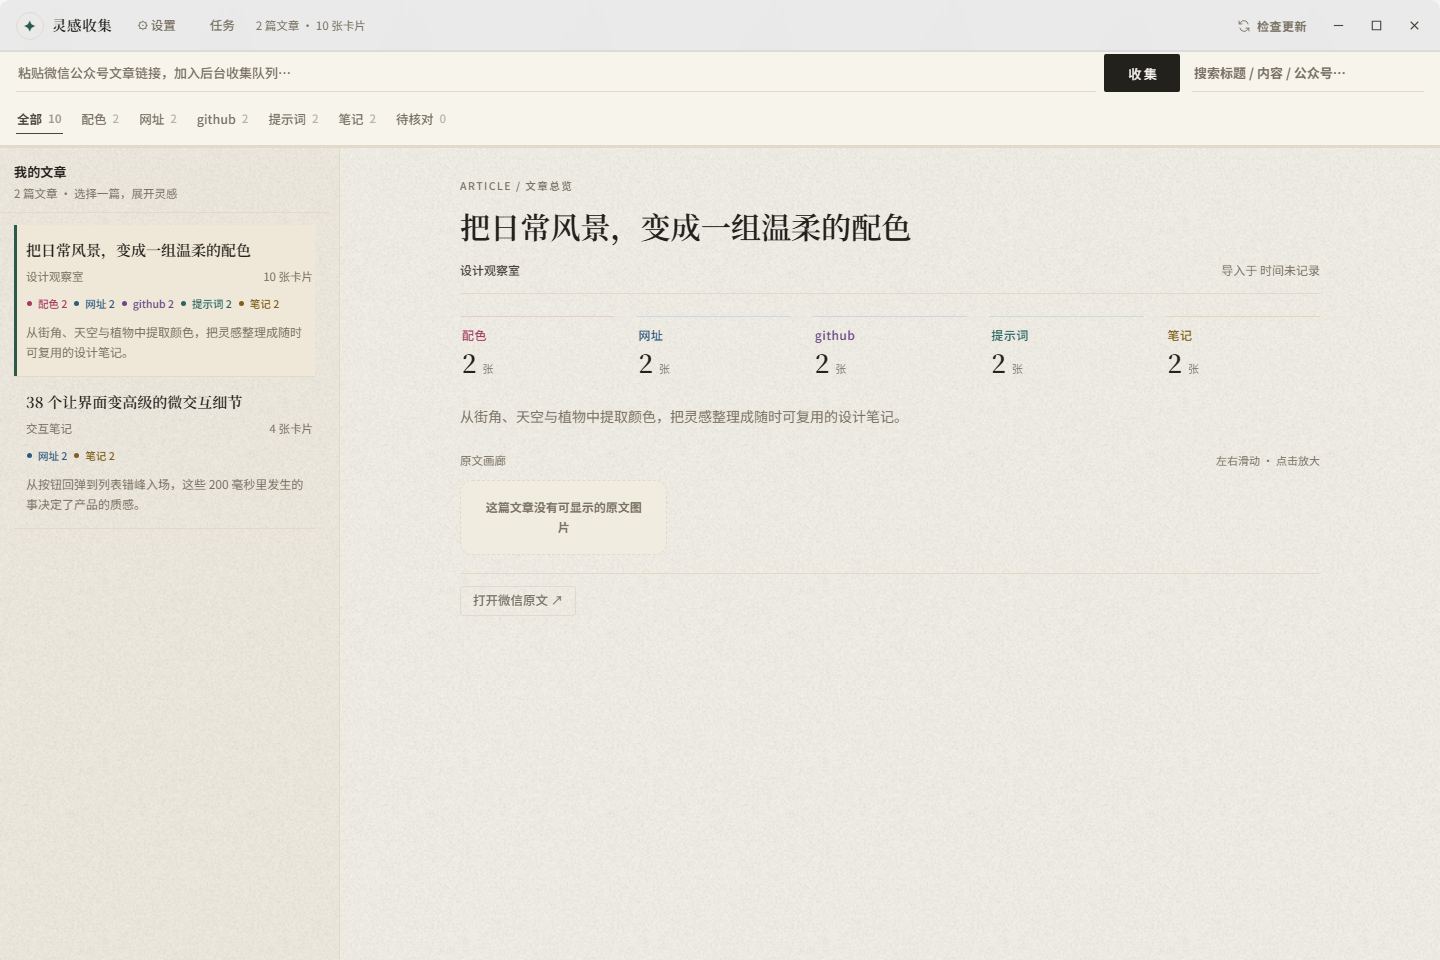 灵感收集
设置
任务
2 篇文章 · 10 张卡片
检查更新
粘贴微信公众号文章链接，加入后台收集队列…
收集
搜索标题 / 内容 / 公众号…
全部 10
配色 2
网址 2
github 2
提示词 2
笔记 2
待核对 0
我的文章
2 篇文章 · 选择一篇，展开灵感
把日常风景，变成一组温柔的配色
设计观察室
10 张卡片
配色 2
网址 2
github 2
提示词 2
笔记 2
从街角、天空与植物中提取颜色，把灵感整理成随时
可复用的设计笔记。
38 个让界面变高级的微交互细节
交互笔记
4 张卡片
网址 2
笔记 2
从按钮回弹到列表错峰入场，这些 200 毫秒里发生的
事决定了产品的质感。
ARTICLE / 文章总览
把日常风景，变成一组温柔的配色
设计观察室
导入于 时间未记录
配色
2 张
网址
2 张
github
2 张
提示词
2 张
笔记
2 张
从街角、天空与植物中提取颜色，把灵感整理成随时可复用的设计笔记。
原文画廊
左右滑动 · 点击放大
这篇文章没有可显示的原文图
片
打开微信原文 ↗